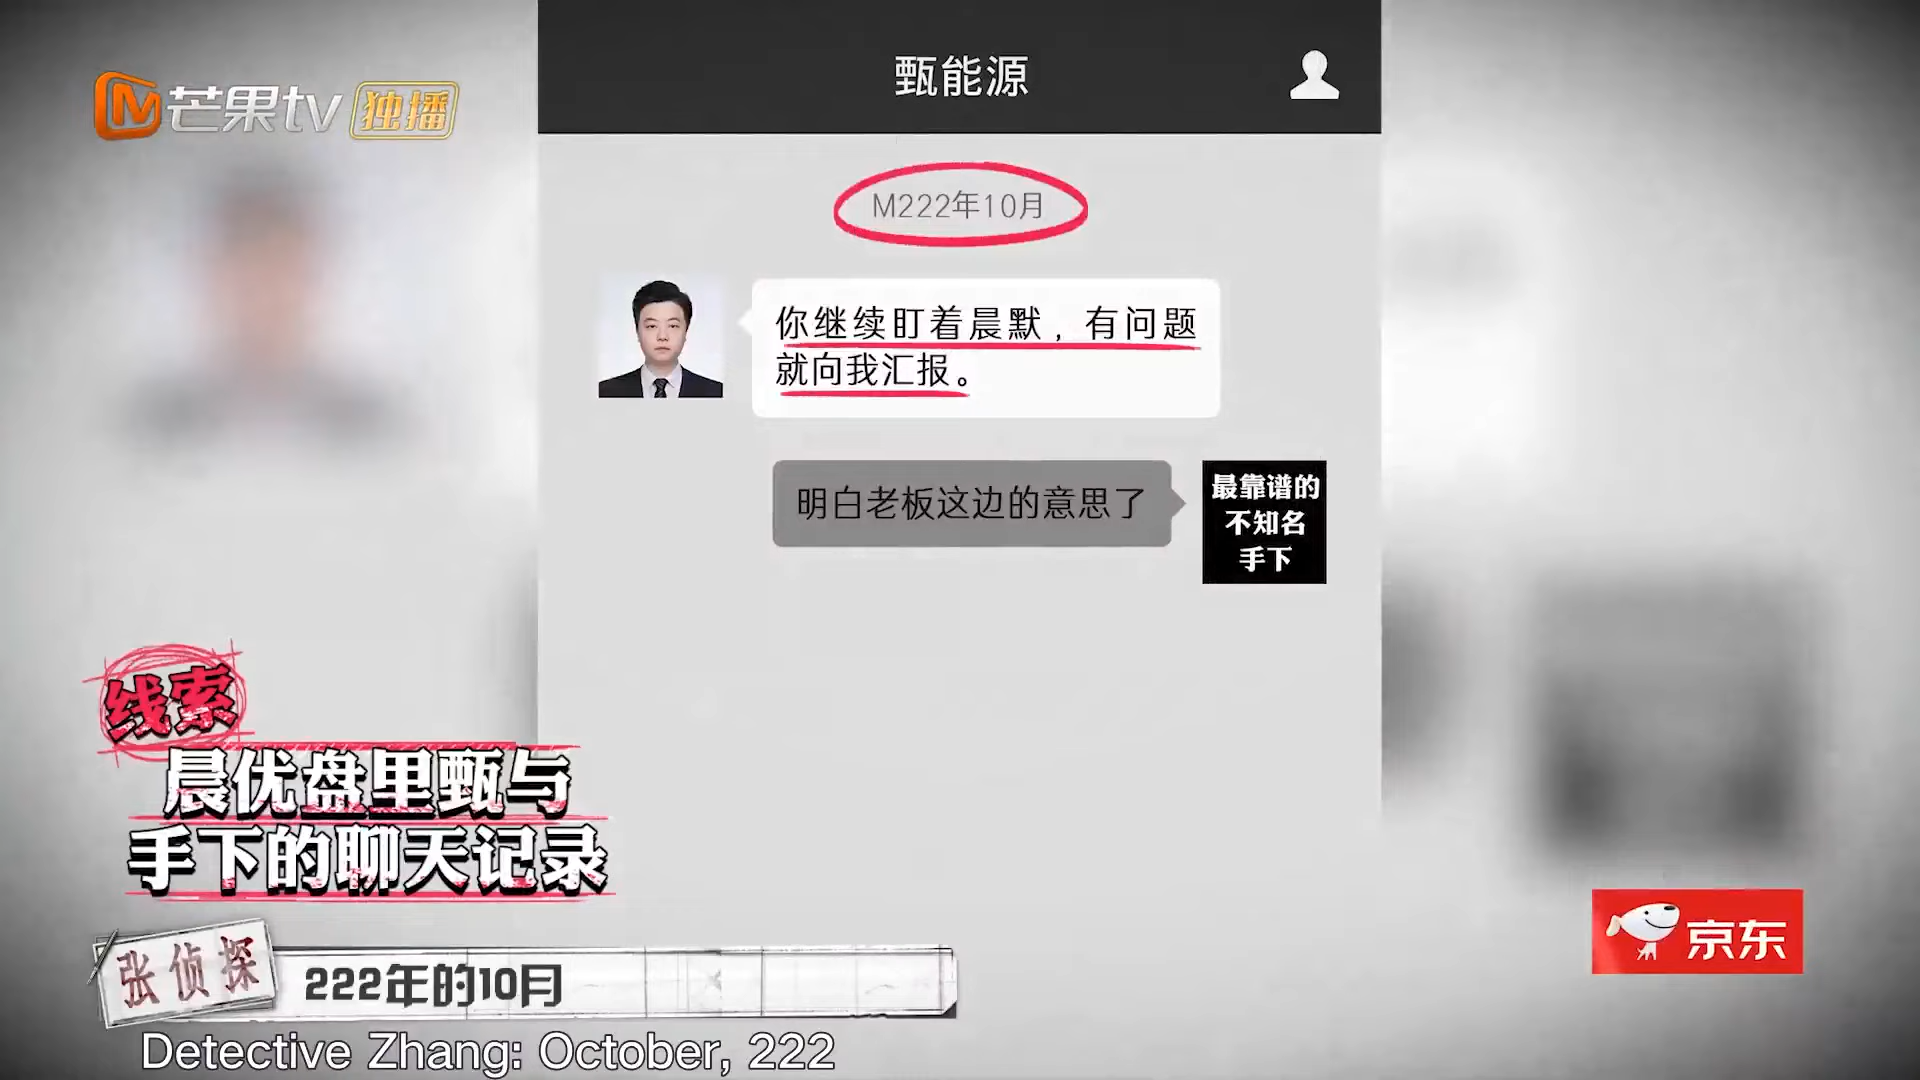 芒果tv 独播
甄能源
M222年10月
你继续盯着晨默，有问题
就向我汇报。
明白老板这边的意思了
最靠谱的
不知名
手下
线索
晨优盘里甄与
手下的聊天记录
张侦探
222年的10月
Detective Zhang: October, 222
京东